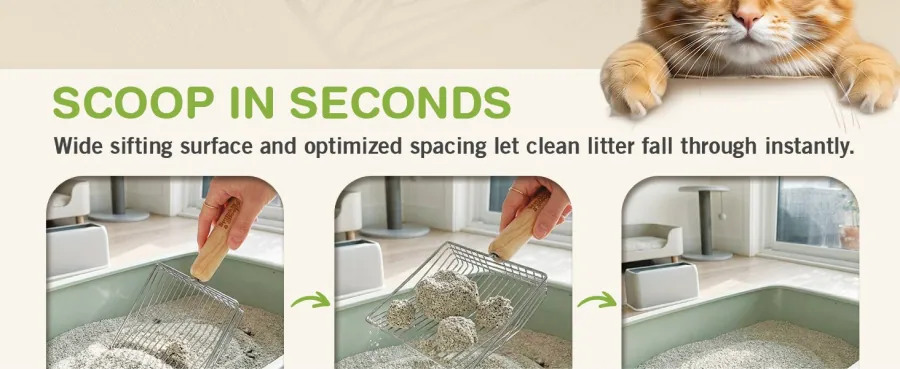 SCOOP IN SECONDS
Wide sifting surface and optimized spacing let clean litter fall through instantly.